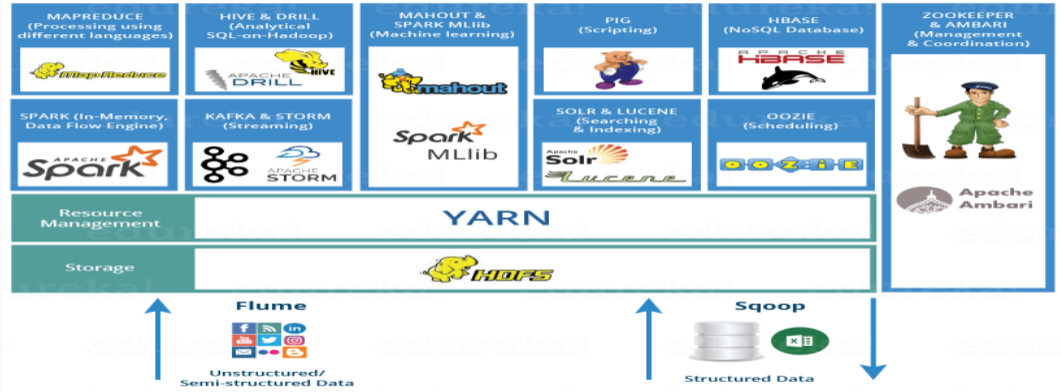 MAPREDUCE
(Processing using
different languages)
HIVE & DRILL
(Analytical
SQL-on-Hadoop)
MAHOUT &
SPARK MLlib
(Machine learning)
PIG
(Scripting)
HBASE
(NoSQL Database)
ZOOKEEPER
& AMBARI
(Management
& Coordination)
Map Reduce
HIVE
APACHE
DRILL
mahout
APACHE
HBASE
SPARK (In-Memory,
Data Flow Engine)
KAFKA & STORM
(Streaming)
SOLR & LUCENE
(Searching
& Indexing)
OOZIE
(Scheduling)
APACHE
Spark
APACHE
STORM
Spark
MLlib
Apache
Solr
Lucene
OOZIE
Apache
Ambari
Resource
Management
YARN
Storage
HDFS
Flume
Unstructured/
Semi-structured Data
Sqoop
Structured Data
edureka!